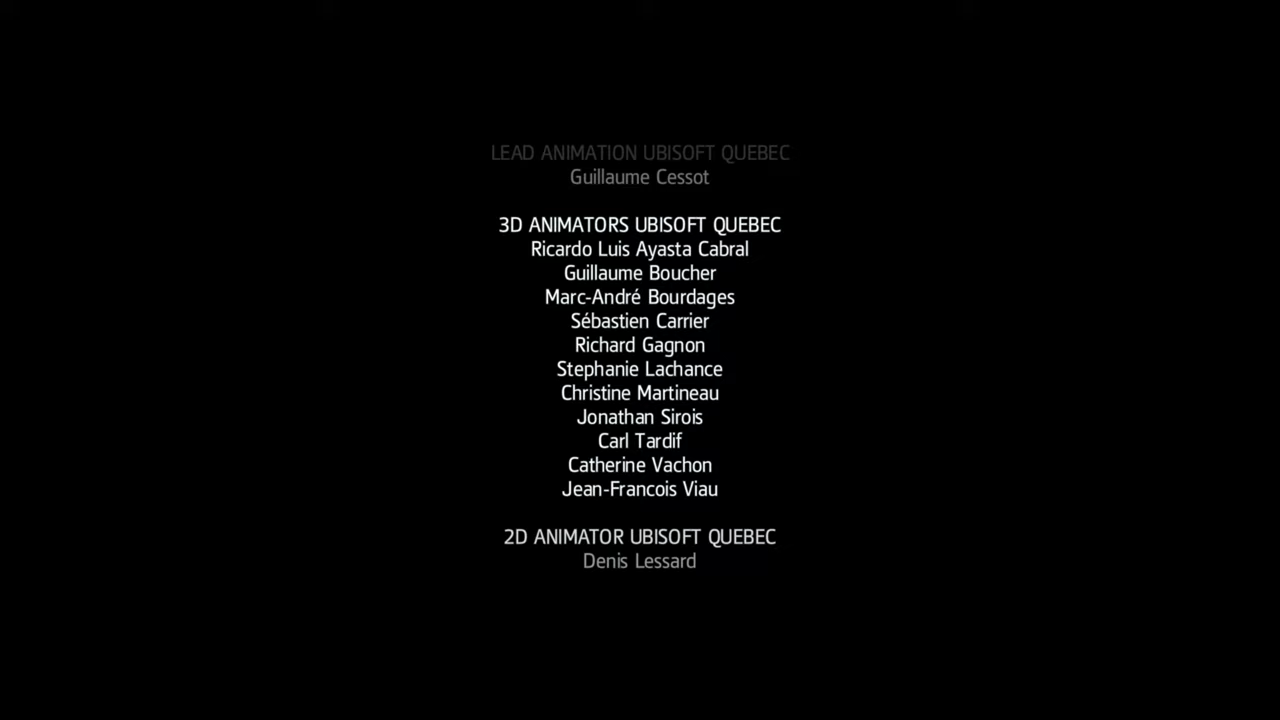 LEAD ANIMATION UBISOFT QUEBEC
Guillaume Cessot
3D ANIMATORS UBISOFT QUEBEC
Ricardo Luis Ayasta Cabral
Guillaume Boucher
Marc-André Bourdages
Sébastien Carrier
Richard Gagnon
Stephanie Lachance
Christine Martineau
Jonathan Sirois
Carl Tardif
Catherine Vachon
Jean-Francois Viau
2D ANIMATOR UBISOFT QUEBEC
Denis Lessard